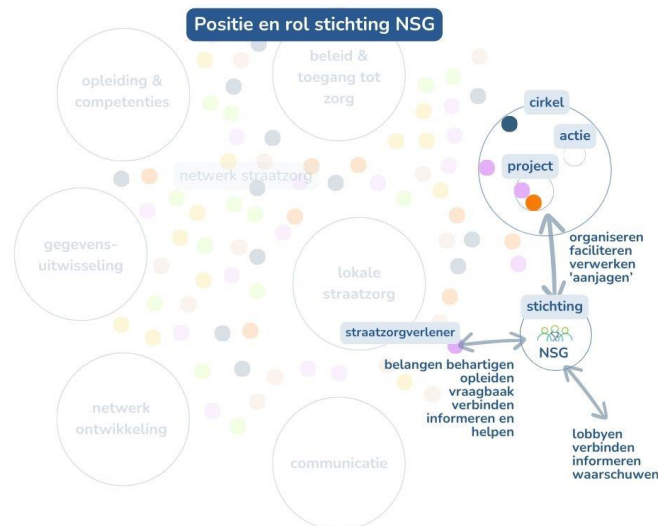 Positie en rol stichting NSG
opleiding &
competenties
beleid &
toegang tot
zorg
cirkel
actie
project
netwerk straatzorg
gegevens-
uitwisseling
lokale
straatzorg
organiseren
faciliteren
verwerken
'aanjagen'
stichting
NSG
straatzorgverlener
belangen behartigen
opleiden
vraagbaak
verbinden
informeren en
helpen
netwerk
ontwikkeling
communicatie
lobbyen
verbinden
informeren
waarschuwen